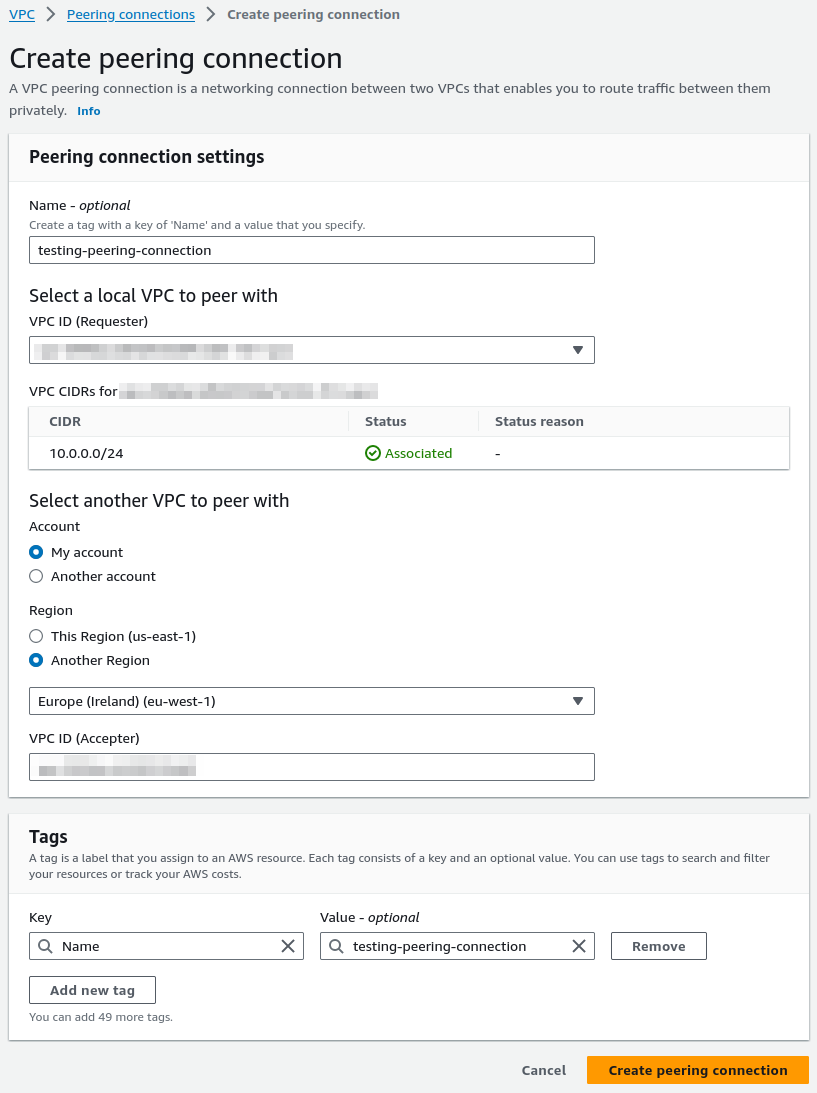 VPC > Peering connections > Create peering connection
Create peering connection
A VPC peering connection is a networking connection between two VPCs that enables you to route traffic between them
privately. Info
Peering connection settings
Name - optional
Create a tag with a key of 'Name' and a value that you specify.
testing-peering-connection
Select a local VPC to peer with
VPC ID (Requester)
VPC CIDRs for
CIDR Status Status reason
10.0.0.0/24 Associated -
Select another VPC to peer with
Account
My account
Another account
Region
This Region (us-east-1)
Another Region
Europe (Ireland) (eu-west-1)
VPC ID (Accepter)
Tags
A tag is a label that you assign to an AWS resource. Each tag consists of a key and an optional value. You can use tags to search and filter
your resources or track your AWS costs.
Key Value - optional
Name testing-peering-connection Remove
Add new tag
You can add 49 more tags.
Cancel Create peering connection